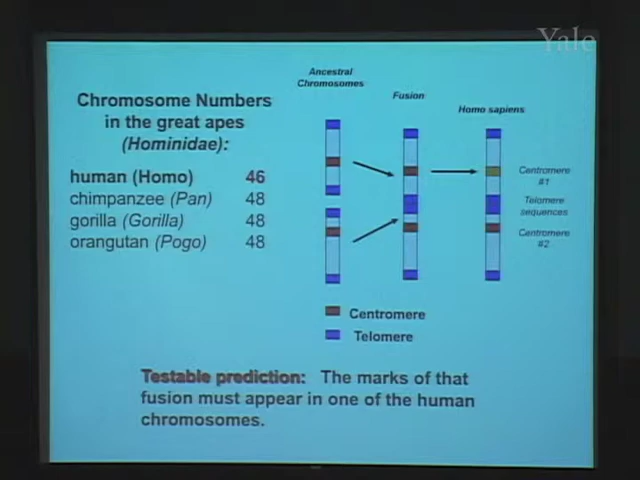 Yale
Chromosome Numbers
in the great apes
(Hominidae):
human (Homo) 46
chimpanzee (Pan) 48
gorilla (Gorilla) 48
orangutan (Pogo) 48
Ancestral
Chromosomes
Fusion
Homo sapiens
Centromere
#1
Telomere
sequences
Centromere
#2
Centromere
Telomere
Testable prediction: The marks of that
fusion must appear in one of the human
chromosomes.